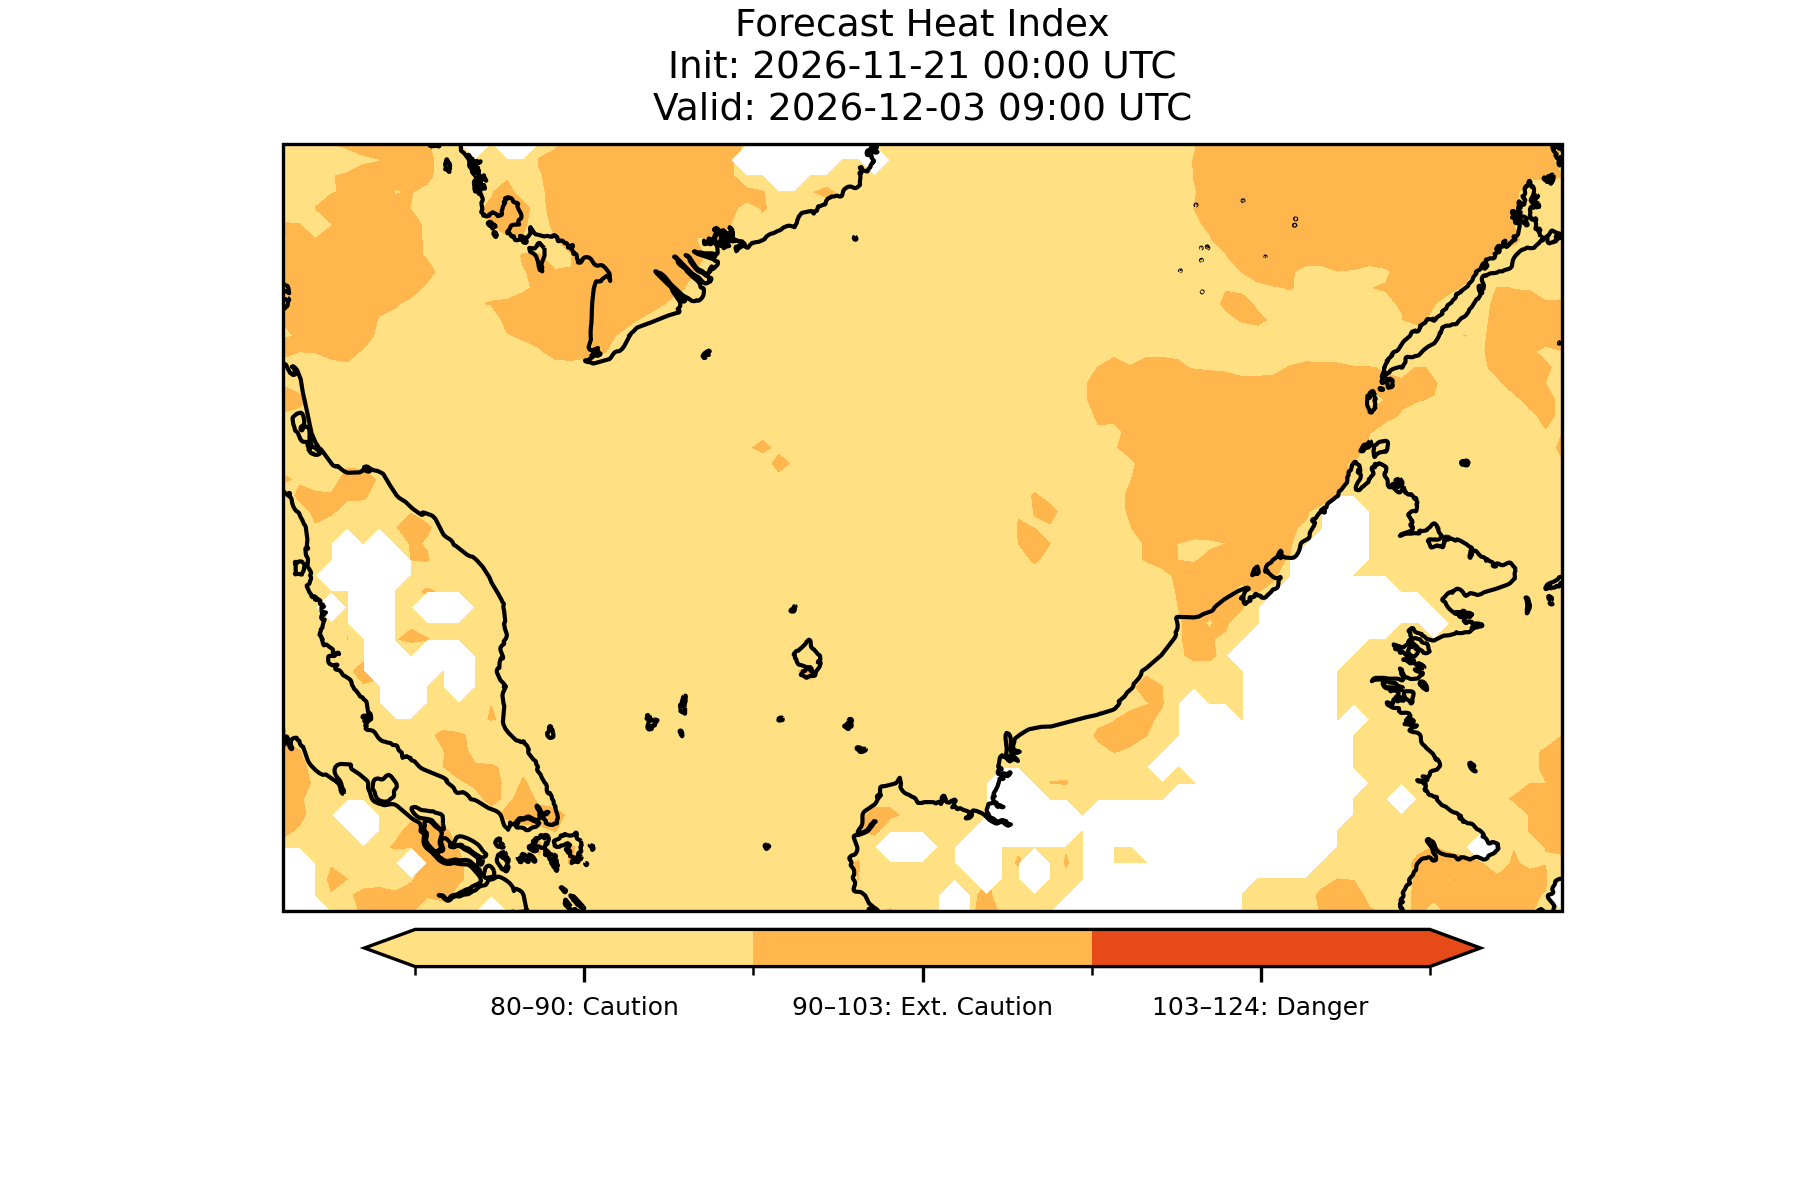 Forecast Heat Index
Init: 2026-11-21 00:00 UTC
Valid: 2026-12-03 09:00 UTC
80–90: Caution
90–103: Ext. Caution
103–124: Danger